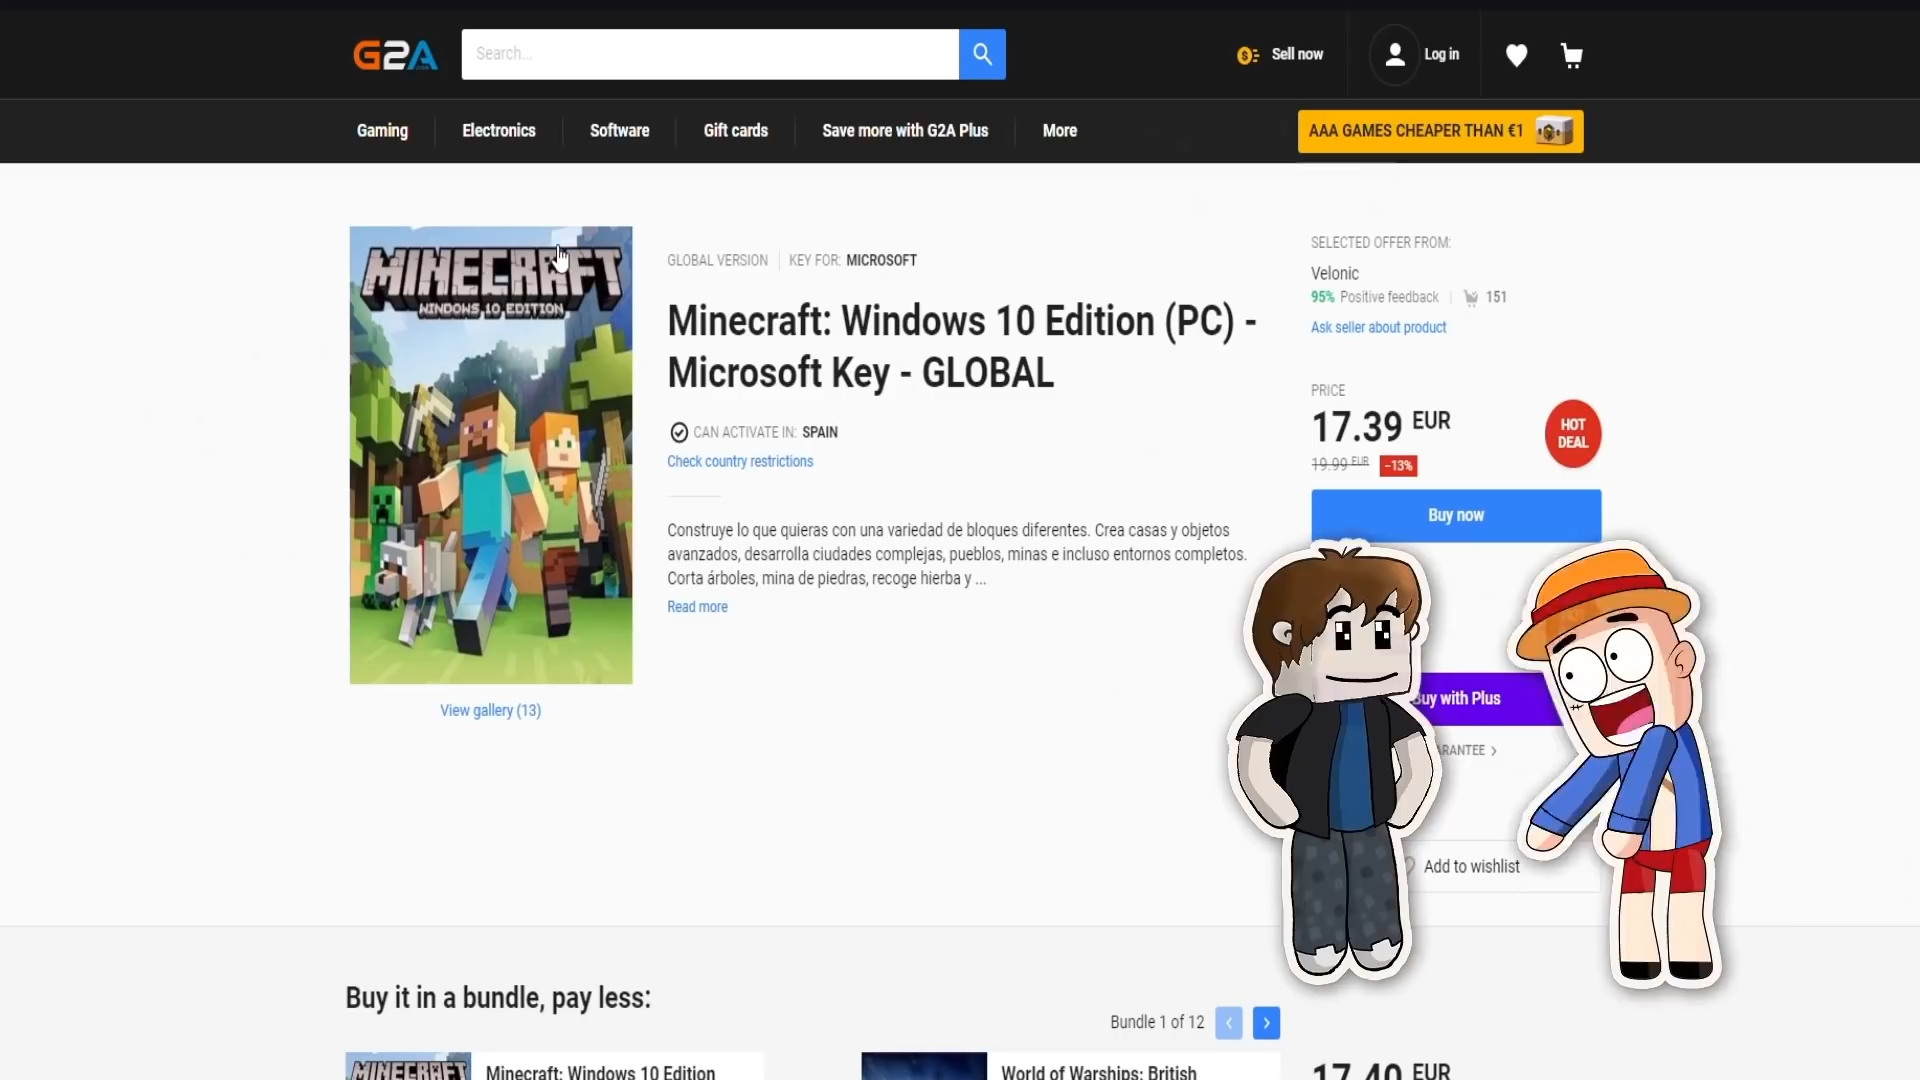 G2A
Search...
Sell now
Log in
Gaming
Electronics
Software
Gift cards
Save more with G2A Plus
More
AAA GAMES CHEAPER THAN €1
MINECRAFT
WINDOWS 10 EDITION
View gallery (13)
GLOBAL VERSION
KEY FOR: MICROSOFT
Minecraft: Windows 10 Edition (PC) -
Microsoft Key - GLOBAL
CAN ACTIVATE IN: SPAIN
Check country restrictions
Construye lo que quieras con una variedad de bloques diferentes. Crea casas y objetos
avanzados, desarrolla ciudades complejas, pueblos, minas e incluso entornos completos.
Corta árboles, mina de piedras, recoge hierba y ...
Read more
SELECTED OFFER FROM:
Velonic
95% Positive feedback
151
Ask seller about product
PRICE
17.39 EUR
19.99 EUR
-13%
HOT
DEAL
Buy now
Buy with Plus
ARANTEE
Add to wishlist
Buy it in a bundle, pay less:
Bundle 1 of 12
MINECRAFT
Minecraft: Windows 10 Edition
World of Warships: British
17.40 EUR